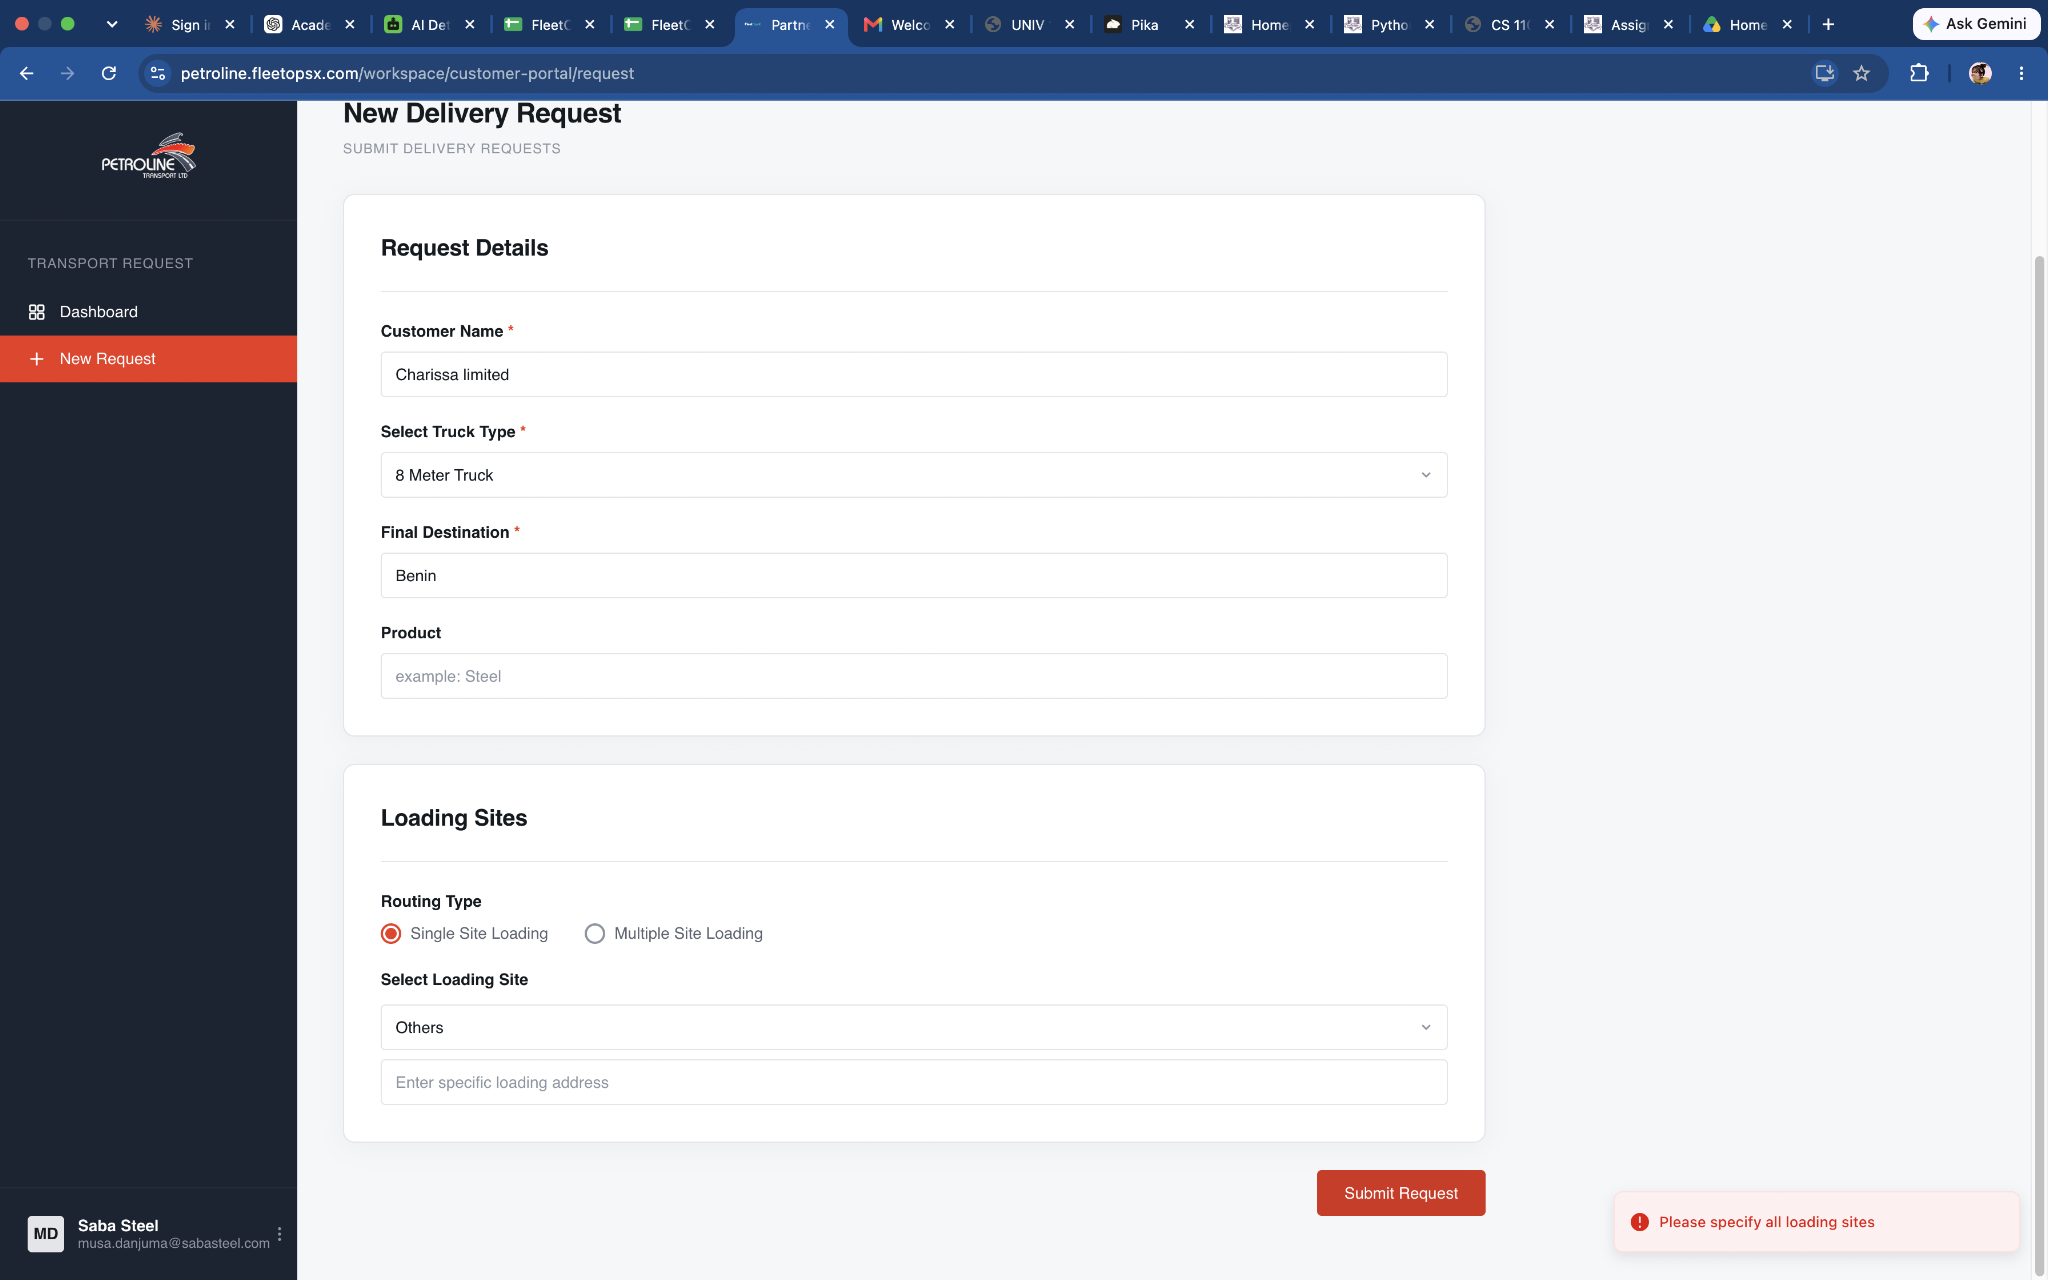 Sign i
Acade
AI Det
FleetO
FleetO
Partne
Welco
UNIV
Pika
Home
Pytho
CS 110
Assig
Home
Ask Gemini
petroline.fleetopsx.com/workspace/customer-portal/request
PETROLINE
TRANSPORT LTD
TRANSPORT REQUEST
Dashboard
New Request
New Delivery Request
SUBMIT DELIVERY REQUESTS
Request Details
Customer Name *
Charissa limited
Select Truck Type *
8 Meter Truck
Final Destination *
Benin
Product
example: Steel
Loading Sites
Routing Type
Single Site Loading
Multiple Site Loading
Select Loading Site
Others
Enter specific loading address
Submit Request
Please specify all loading sites
MD
Saba Steel
musa.danjuma@sabasteel.com